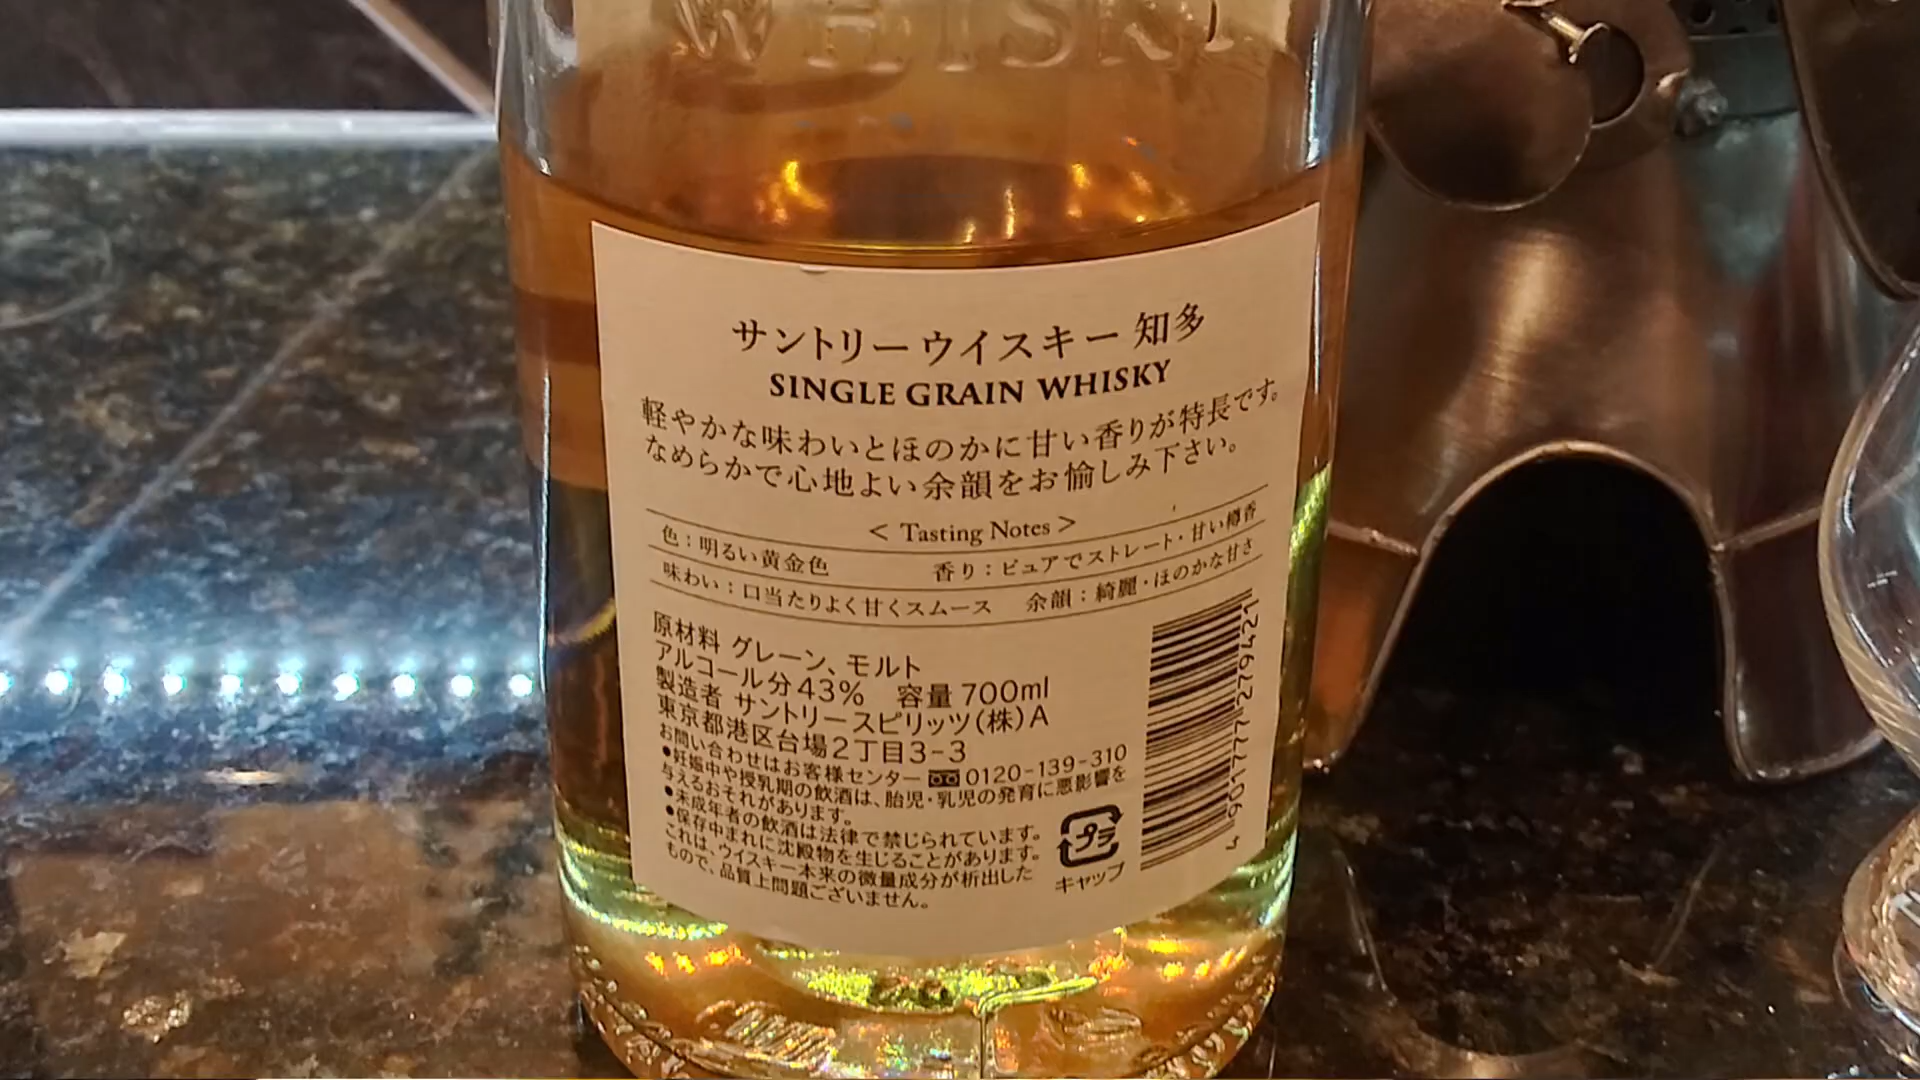 WHISKY
サントリーウイスキー 知多
SINGLE GRAIN WHISKY
軽やかな味わいとほのかに甘い香りが特長です。
なめらかで心地よい余韻をお愉しみ下さい。
< Tasting Notes >
色：明るい黄金色 香り：ピュアでストレート・甘い樽香
味わい：口当たりよく甘くスムース 余韻：綺麗・ほのかな甘さ
原材料 グレーン、モルト
アルコール分43% 容量 700ml
製造者 サントリースピリッツ(株)A
東京都港区台場2丁目3-3
お問い合わせはお客様センター 0120-139-310
●妊娠中や授乳期の飲酒は、胎児・乳児の発育に悪影響を
与えるおそれがあります。
●未成年者の飲酒は法律で禁じられています。
●保存中まれに沈殿物を生じることがあります。
これは、ウイスキー本来の微量成分が析出した
もので、品質上問題ございません。
プラ
キャップ
4 901777 279421